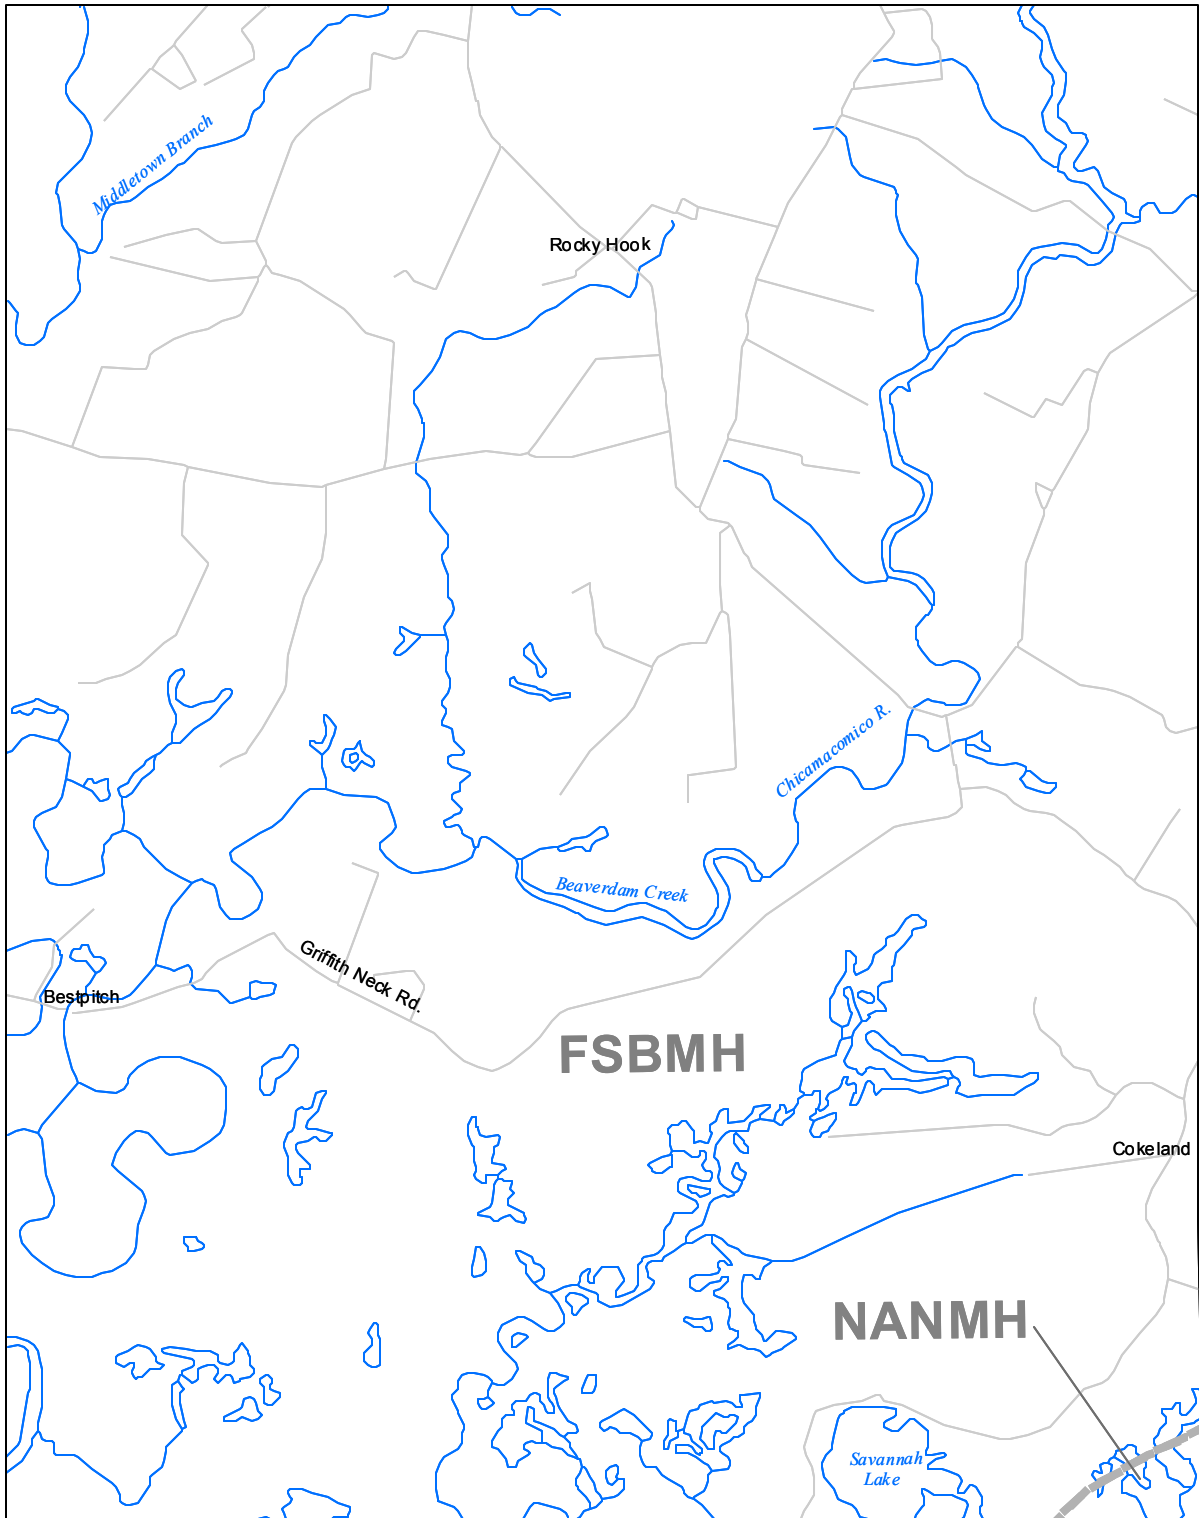 Middletown Branch
Rocky Hook
Chicamacomico R.
Beaverdam Creek
Griffith Neck Rd.
Bestpitch
FSBMH
Cokeland
NANMH
Savannah
Lake